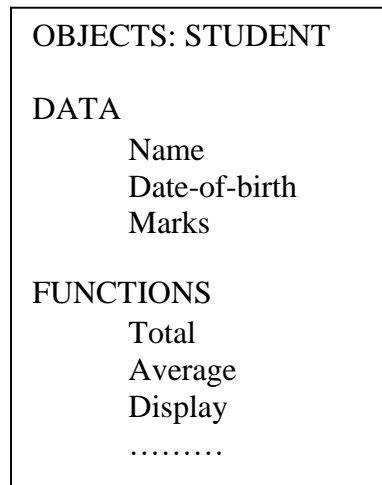 OBJECTS: STUDENT
DATA
Name
Date-of-birth
Marks
FUNCTIONS
Total
Average
Display
………